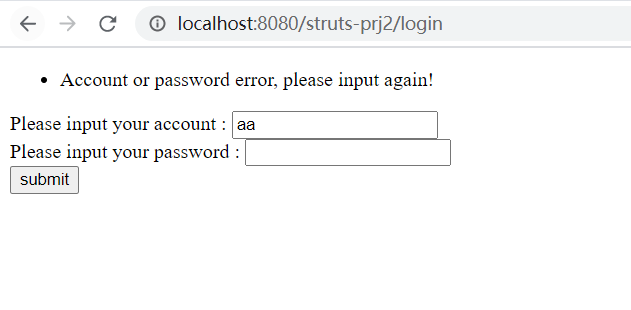 localhost:8080/struts-prj2/login
Account or password error, please input again!
Please input your account : aa
Please input your password :
submit